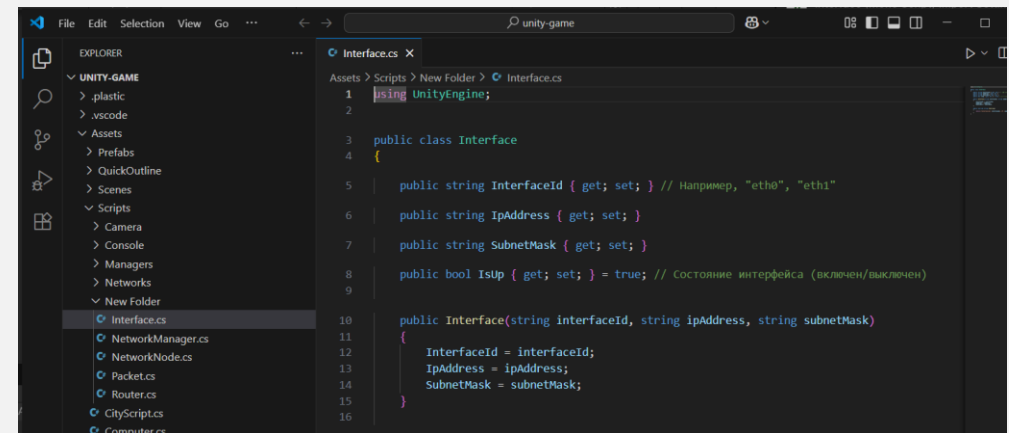 File Edit Selection View Go ··· unity-game
EXPLORER ···
UNITY-GAME
.plastic
.vscode
Assets
Prefabs
QuickOutline
Scenes
Scripts
Camera
Console
Managers
Networks
New Folder
Interface.cs
NetworkManager.cs
NetworkNode.cs
Packet.cs
Router.cs
CityScript.cs
Computer.cs
Interface.cs
Assets > Scripts > New Folder > Interface.cs
1 using UnityEngine;
2
3 public class Interface
4 {
5 public string InterfaceId { get; set; } // Например, "eth0", "eth1"
6 public string IpAddress { get; set; }
7 public string SubnetMask { get; set; }
8 public bool IsUp { get; set; } = true; // Состояние интерфейса (включен/выключен)
9
10 public Interface(string interfaceId, string ipAddress, string subnetMask)
11 {
12 InterfaceId = interfaceId;
13 IpAddress = ipAddress;
14 SubnetMask = subnetMask;
15 }
16